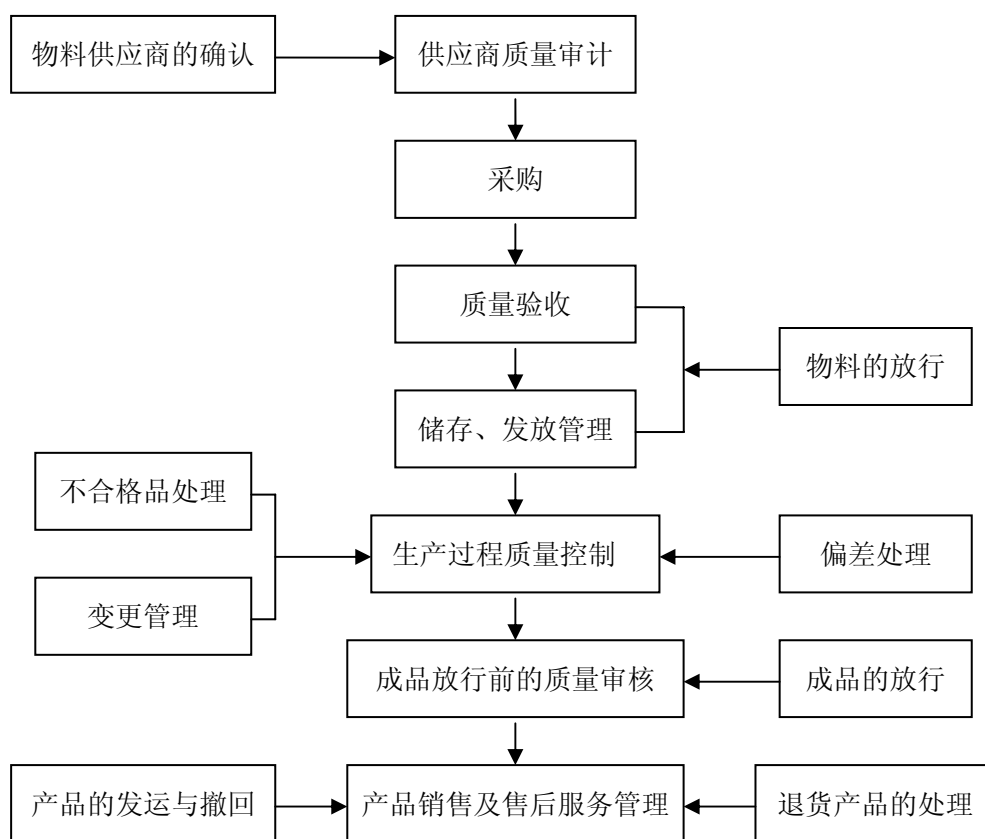 物料供应商的确认
供应商质量审计
采购
质量验收
物料的放行
储存、发放管理
不合格品处理
生产过程质量控制
偏差处理
变更管理
成品放行前的质量审核
成品的放行
产品的发运与撤回
产品销售及售后服务管理
退货产品的处理